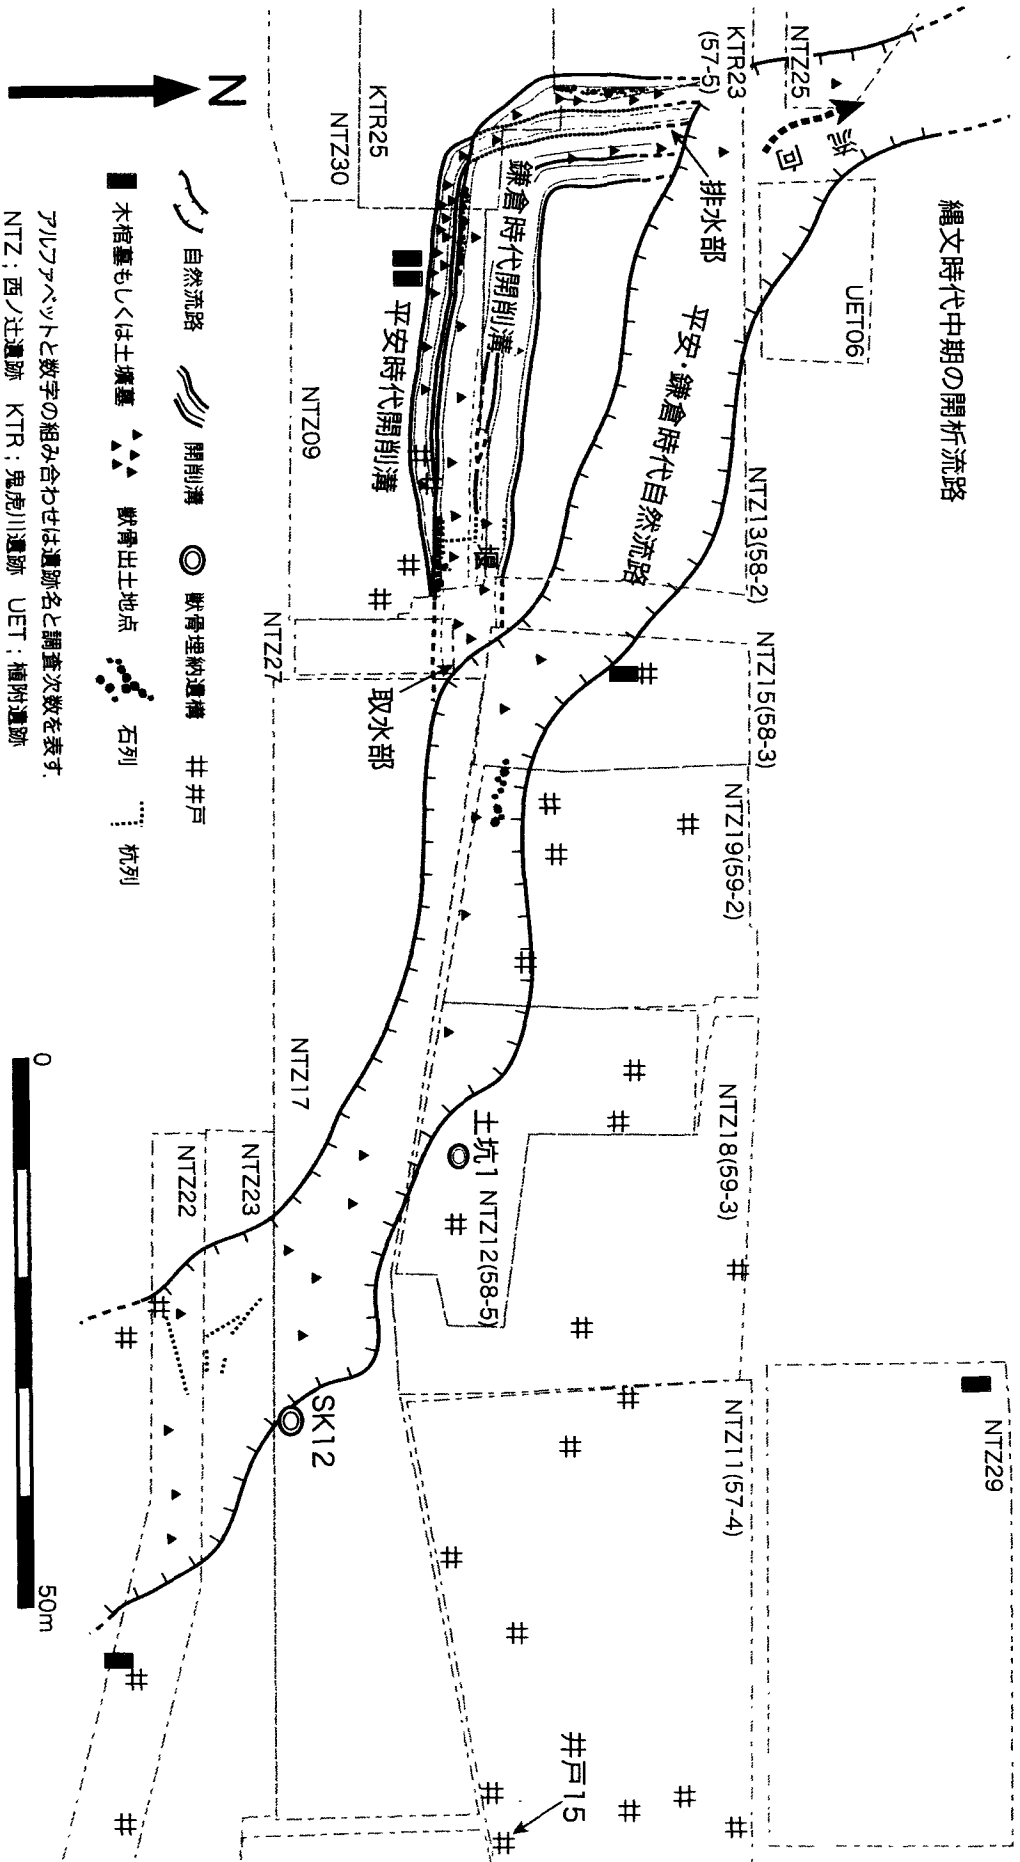 縄文時代中期の開析流路
UET06
NTZ25
KTR23
(57-5)
流
回
排水部
平安・鎌倉時代自然流路
鎌倉時代開削溝
平安時代開削溝
堰
取水部
KTR25
NTZ30
NTZ09
NTZ27
NTZ13(58-2)
NTZ15(58-3)
NTZ19(59-2)
NTZ18(59-3)
NTZ12(58-5)
NTZ11(57-4)
NTZ29
NTZ17
NTZ23
NTZ22
土坑1
SK12
井戸15
N
自然流路
開削溝
獣骨埋納遺構
井戸
木棺墓もしくは土壙墓
獣骨出土地点
石列
杭列
アルファベットと数字の組み合わせは遺跡名と調査次数を表す.
NTZ;西ノ辻遺跡 KTR;鬼虎川遺跡 UET;植附遺跡
0
50m